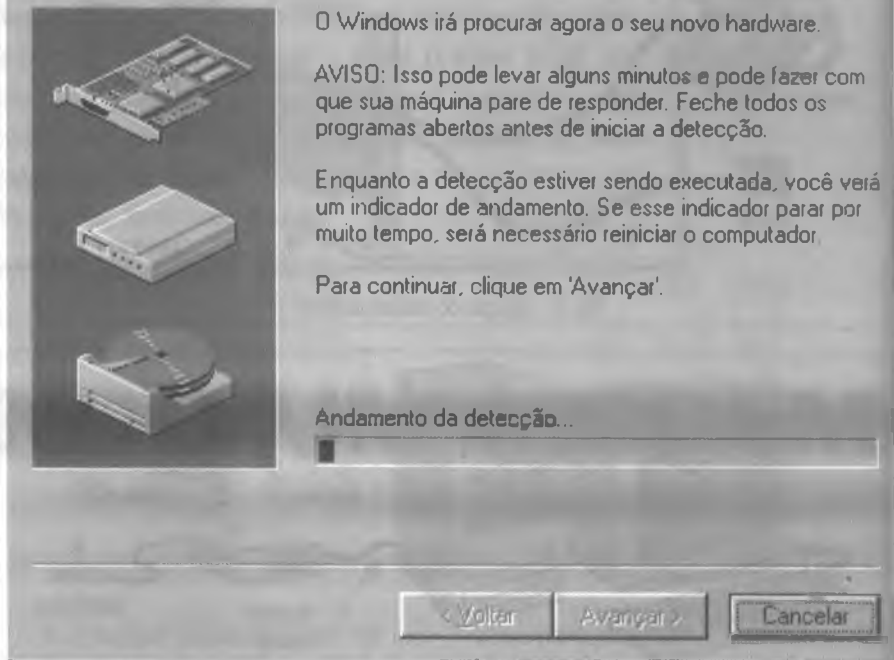 O Windows irá procurar agora o seu novo hardware.
AVISO: Isso pode levar alguns minutos e pode fazer com
que sua máquina pare de responder. Feche todos os
programas abertos antes de iniciar a detecção.
Enquanto a detecção estiver sendo executada, você verá
um indicador de andamento. Se esse indicador parar por
muito tempo, será necessário reiniciar o computador.
Para continuar, clique em 'Avançar'.
Andamento da detecção...
< Voltar
Avançar >
Cancelar